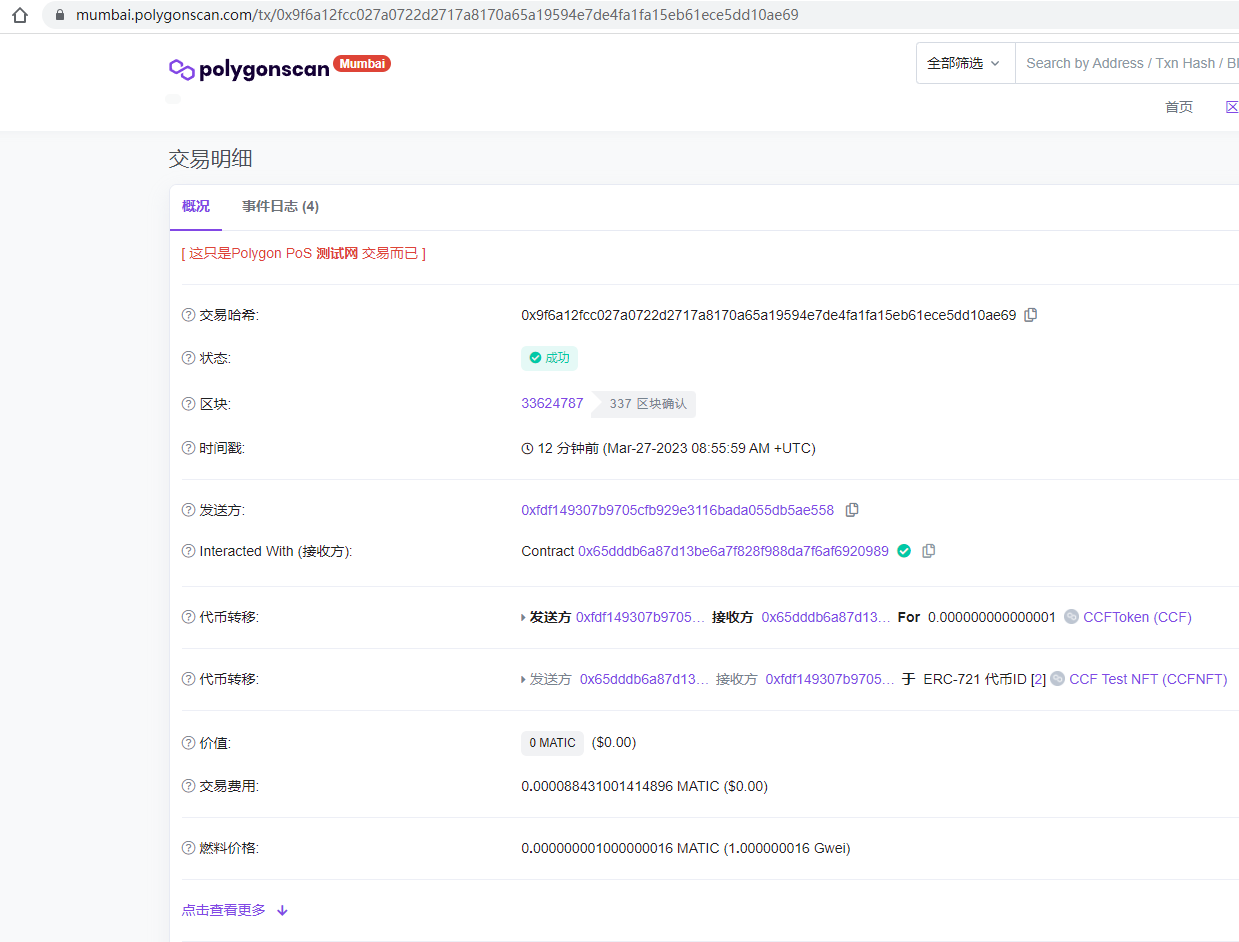 mumbai.polygonscan.com/tx/0x9f6a12fcc027a0722d2717a8170a65a19594e7de4fa1fa15eb61ece5dd10ae69
polygonscan Mumbai
全部筛选 Search by Address / Txn Hash / Bl
首页 区
交易明细
概况 事件日志 (4)
[ 这只是Polygon PoS 测试网 交易而已 ]
交易哈希: 0x9f6a12fcc027a0722d2717a8170a65a19594e7de4fa1fa15eb61ece5dd10ae69
状态: 成功
区块: 33624787 337 区块确认
时间戳: 12 分钟前 (Mar-27-2023 08:55:59 AM +UTC)
发送方: 0xfdf149307b9705cfb929e3116bada055db5ae558
Interacted With (接收方): Contract 0x65dddb6a87d13be6a7f828f988da7f6af6920989
代币转移: 发送方 0xfdf149307b9705… 接收方 0x65dddb6a87d13… For 0.000000000000001 CCFToken (CCF)
代币转移: 发送方 0x65dddb6a87d13… 接收方 0xfdf149307b9705… 于 ERC-721 代币ID [2] CCF Test NFT (CCFNFT)
价值: 0 MATIC ($0.00)
交易费用: 0.000088431001414896 MATIC ($0.00)
燃料价格: 0.000000001000000016 MATIC (1.000000016 Gwei)
点击查看更多